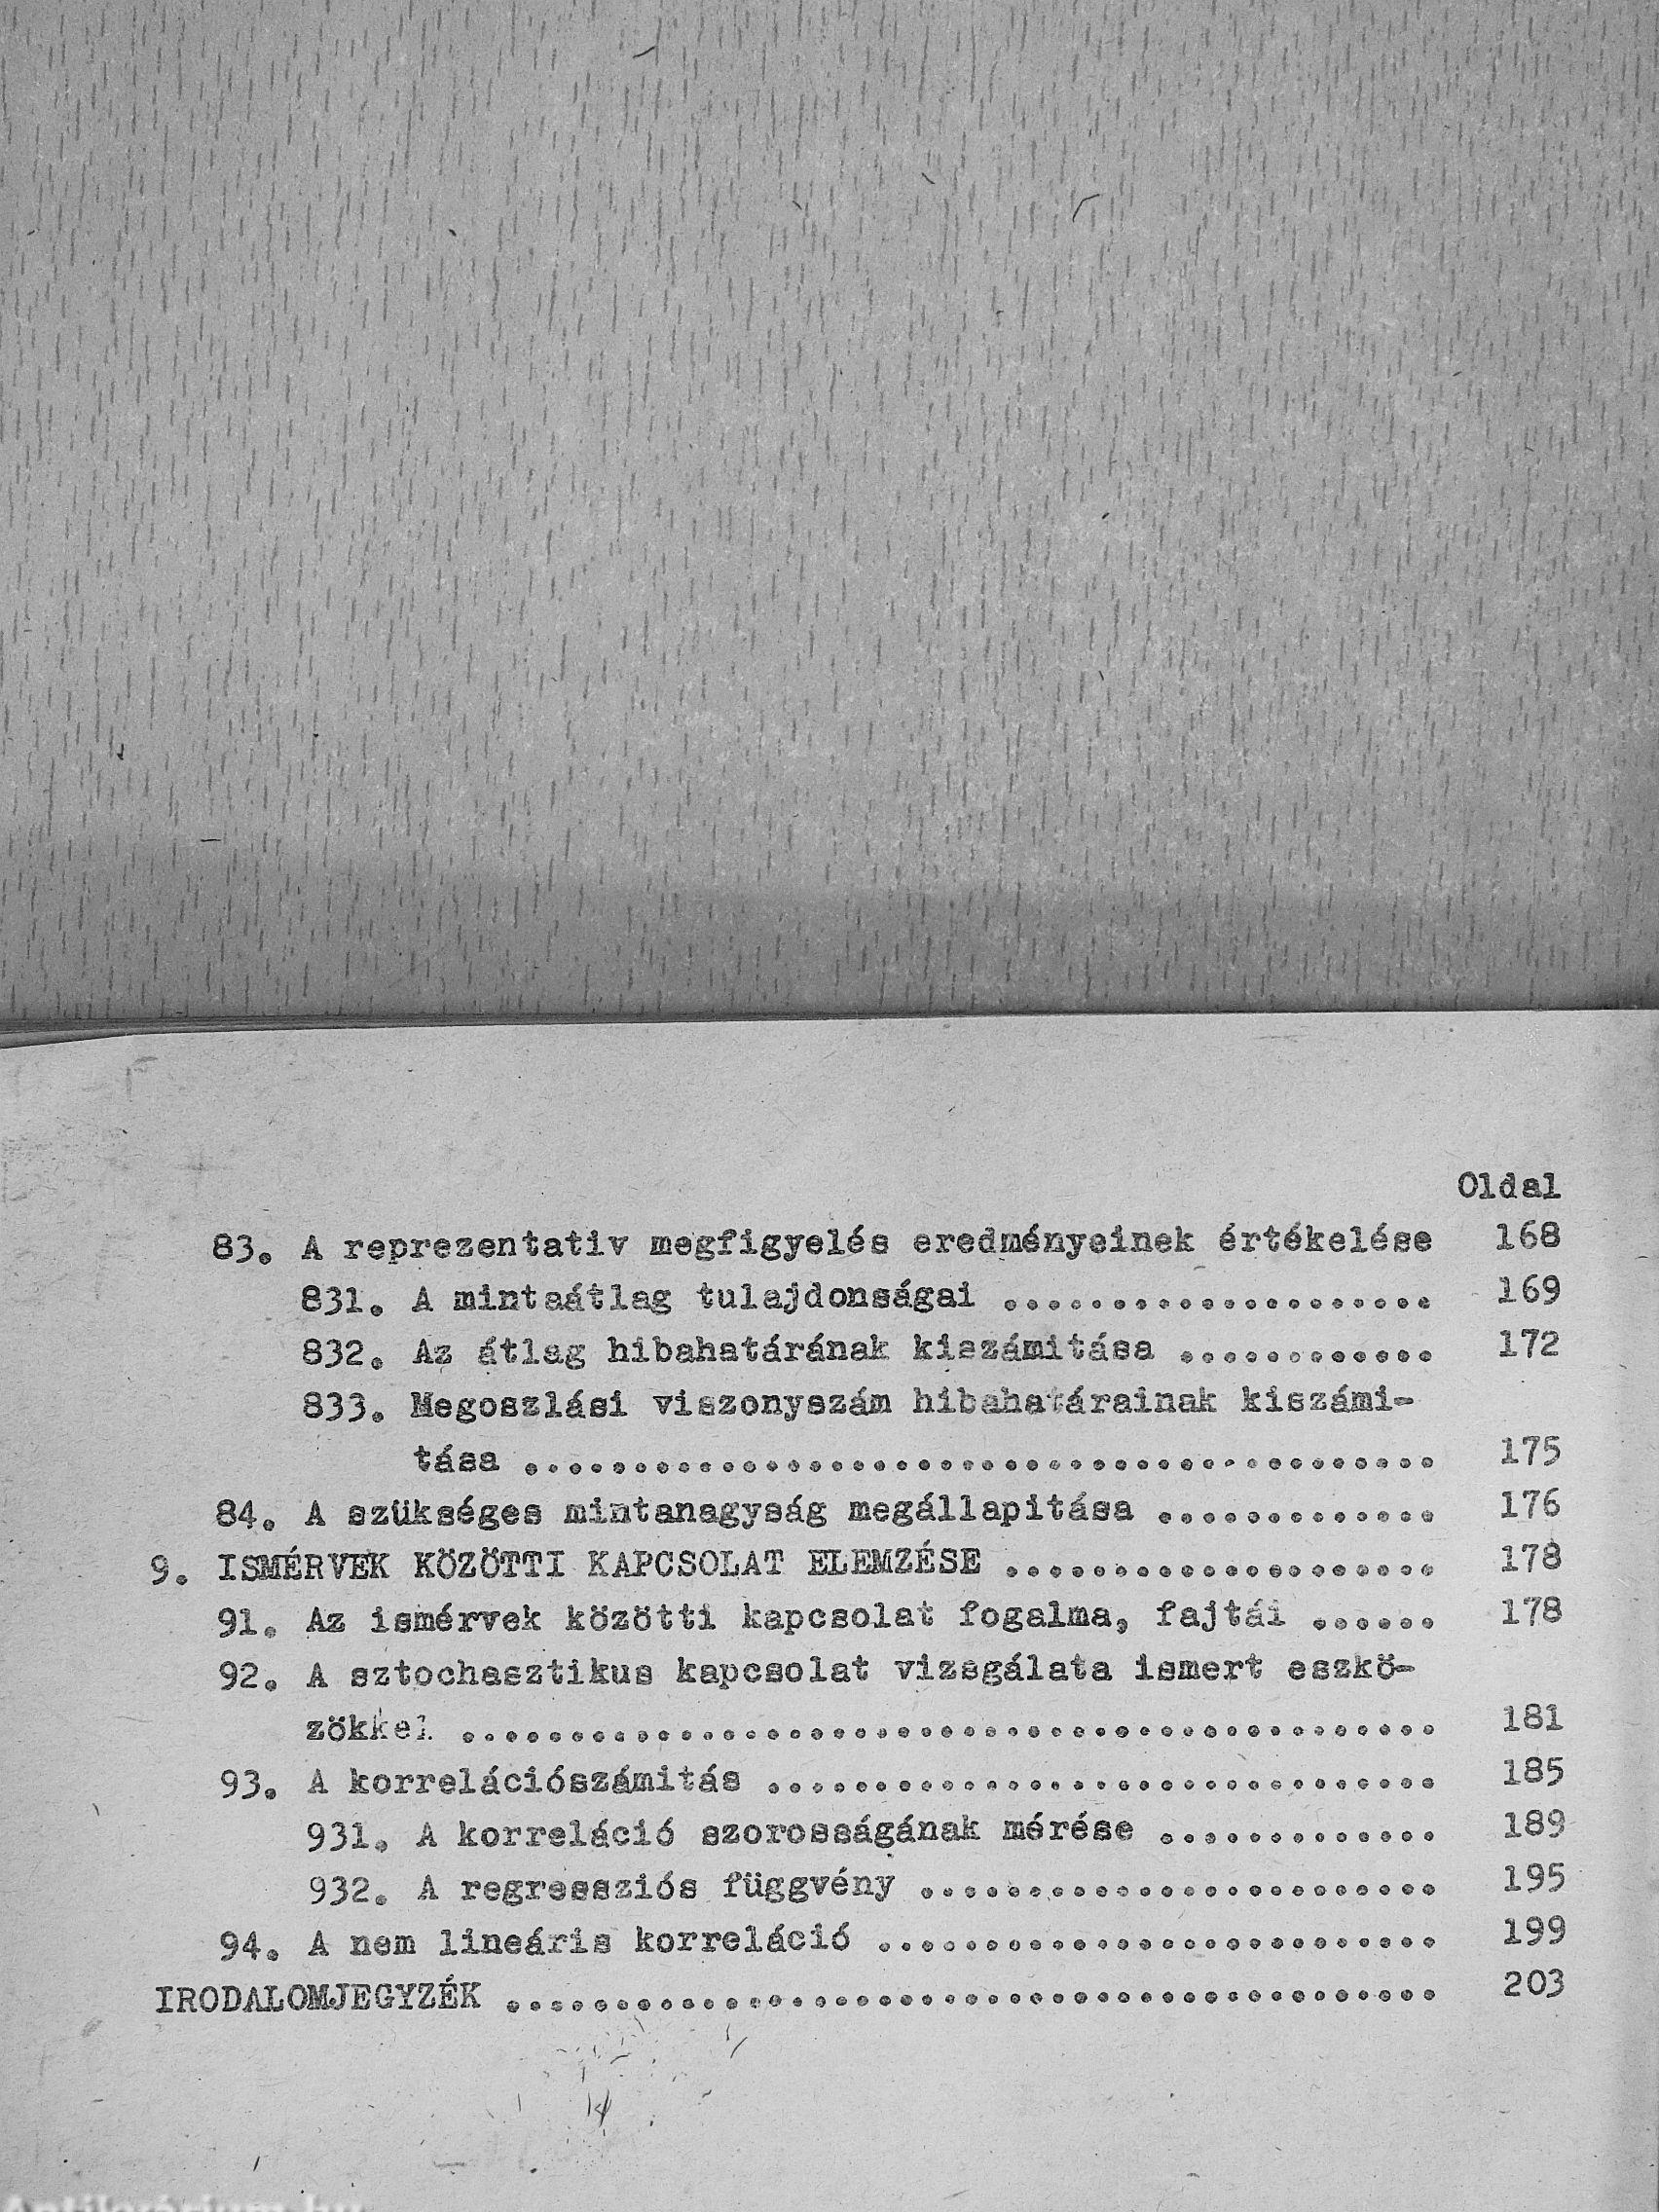 Oldal
83. A reprezentativ megfigyelés eredményeinek értékelése 168
831. A mintaátlag tulajdonságai .................... 169
832. Az átlag hibahatárának kiszámitása ............ 172
833. Megoszlási viszonyszám hibahatárainak kiszámi-
tása .......................................... 175
84. A szükséges mintanagyság megállapitása ............. 176
9. ISMÉRVEK KÖZÖTTI KAPCSOLAT ELEMZÉSE .................... 178
91. Az ismérvek közötti kapcsolat fogalma, fajtái ...... 178
92. A sztochasztikus kapcsolat vizsgálata ismert eszkö-
zökkel ............................................. 181
93. A korrelációszámitás ............................... 185
931. A korreláció szorosságának mérése ............. 189
932. A regressziós függvény ........................ 195
94. A nem lineáris korreláció .......................... 199
IRODALOMJEGYZÉK ........................................... 203